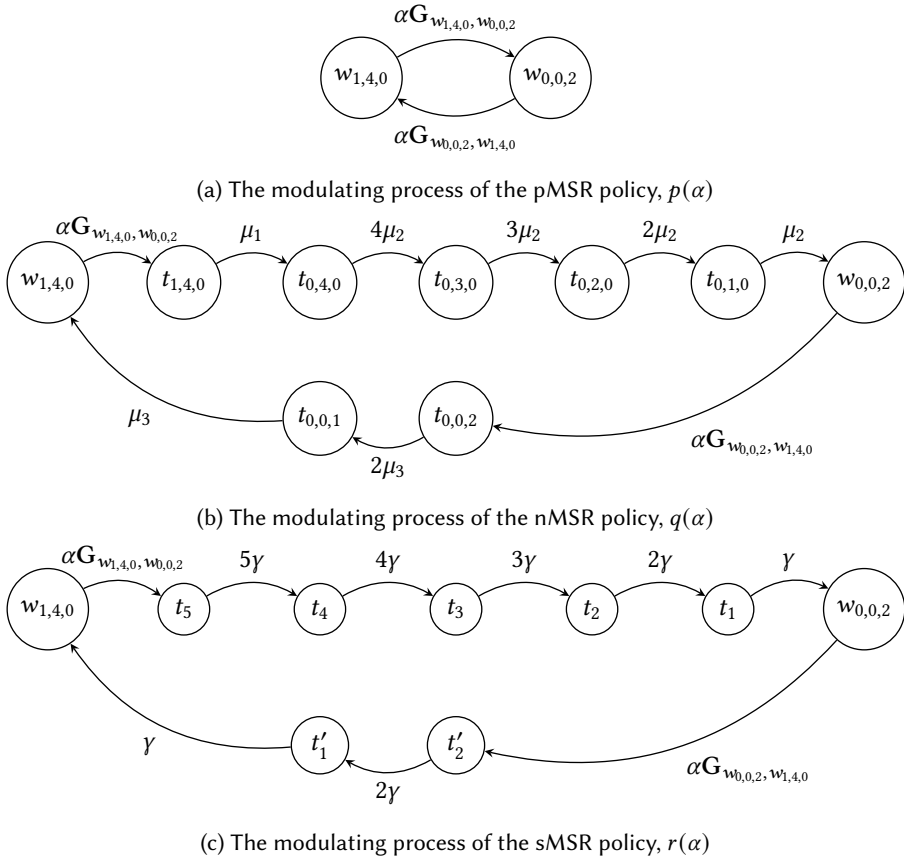 αG_{w_{1,4,0}, w_{0,0,2}}
w_{1,4,0} w_{0,0,2}
αG_{w_{0,0,2}, w_{1,4,0}}
(a) The modulating process of the pMSR policy, p(α)
αG_{w_{1,4,0}, w_{0,0,2}} μ_1 4μ_2 3μ_2 2μ_2 μ_2
w_{1,4,0} t_{1,4,0} t_{0,4,0} t_{0,3,0} t_{0,2,0} t_{0,1,0} w_{0,0,2}
t_{0,0,1} t_{0,0,2}
μ_3 2μ_3 αG_{w_{0,0,2}, w_{1,4,0}}
(b) The modulating process of the nMSR policy, q(α)
αG_{w_{1,4,0}, w_{0,0,2}} 5γ 4γ 3γ 2γ γ
w_{1,4,0} t_5 t_4 t_3 t_2 t_1 w_{0,0,2}
t′_1 t′_2
γ 2γ αG_{w_{0,0,2}, w_{1,4,0}}
(c) The modulating process of the sMSR policy, r(α)